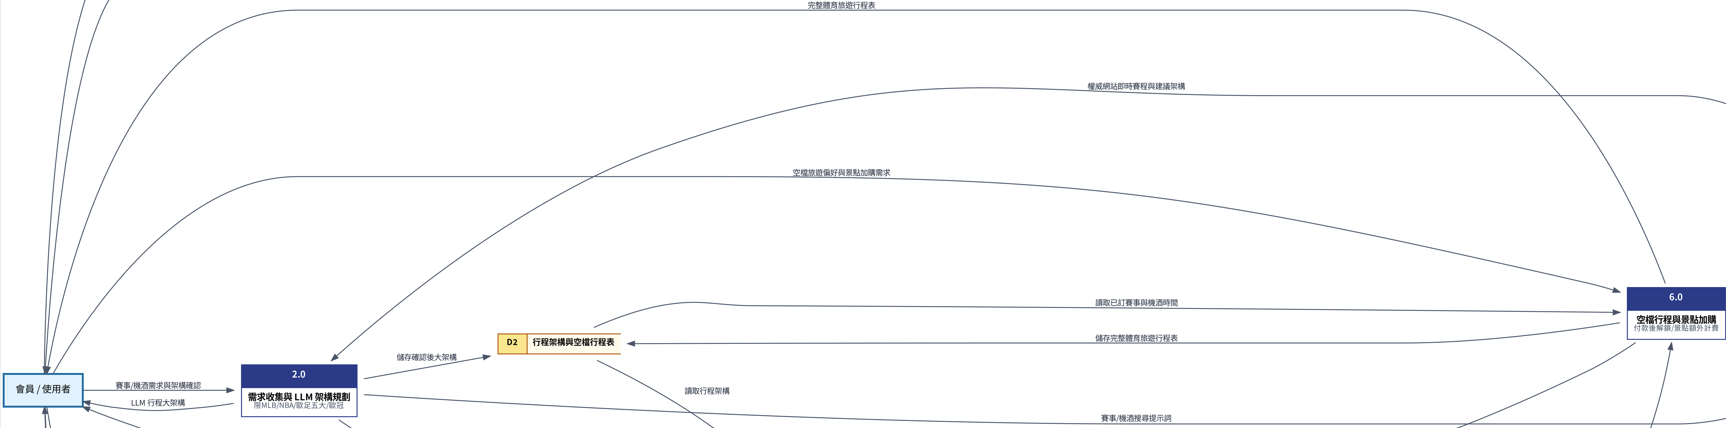 完整體育旅遊行程表
權威網站即時賽程與建議架構
空檔旅遊偏好與景點加購需求
6.0
讀取已訂賽事與機酒時間
空檔行程與景點加購
付款後解鎖/景點額外計費
D2
行程架構與空檔行程表
儲存完整體育旅遊行程表
儲存確認後大架構
2.0
會員 / 使用者
賽事/機酒需求與架構確認
讀取行程架構
需求收集與 LLM 架構規劃
限MLB/NBA/歐足五大/歐冠
LLM 行程大架構
賽事/機酒搜尋提示詞